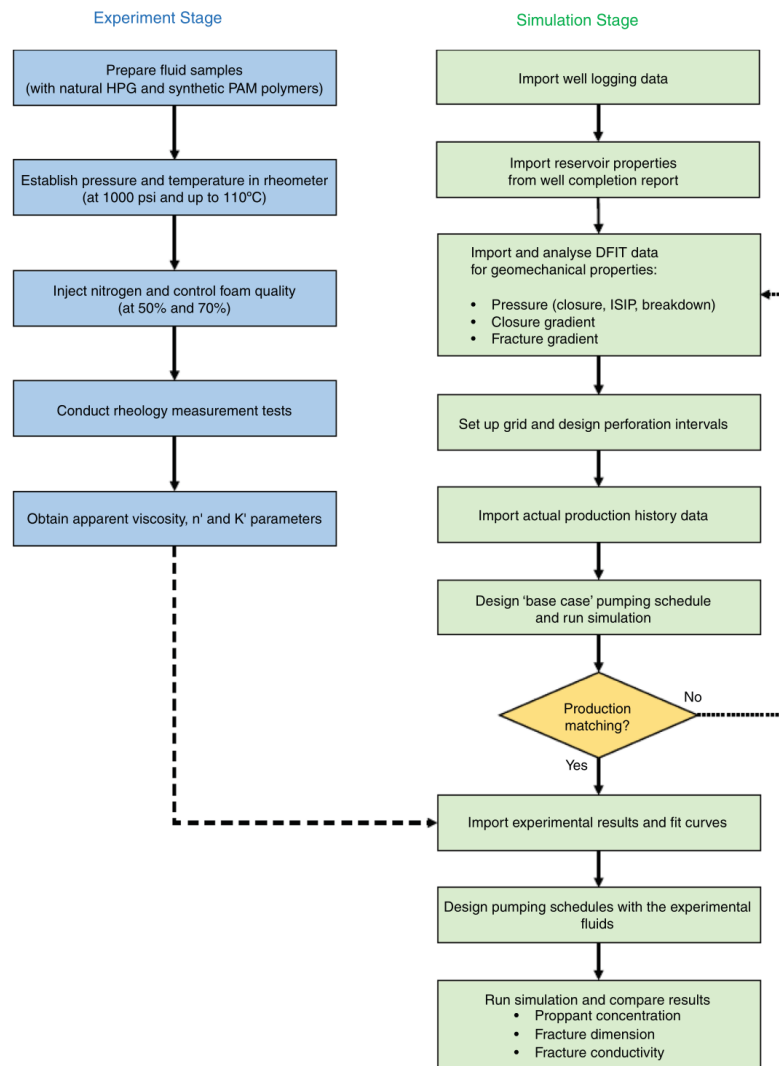 Experiment Stage
Prepare fluid samples
(with natural HPG and synthetic PAM polymers)
Establish pressure and temperature in rheometer
(at 1000 psi and up to 110ºC)
Inject nitrogen and control foam quality
(at 50% and 70%)
Conduct rheology measurement tests
Obtain apparent viscosity, n' and K' parameters
Simulation Stage
Import well logging data
Import reservoir properties
from well completion report
Import and analyse DFIT data
for geomechanical properties:
• Pressure (closure, ISIP, breakdown)
• Closure gradient
• Fracture gradient
Set up grid and design perforation intervals
Import actual production history data
Design ‘base case’ pumping schedule
and run simulation
Production
matching?
No
Yes
Import experimental results and fit curves
Design pumping schedules with the experimental
fluids
Run simulation and compare results
• Proppant concentration
• Fracture dimension
• Fracture conductivity